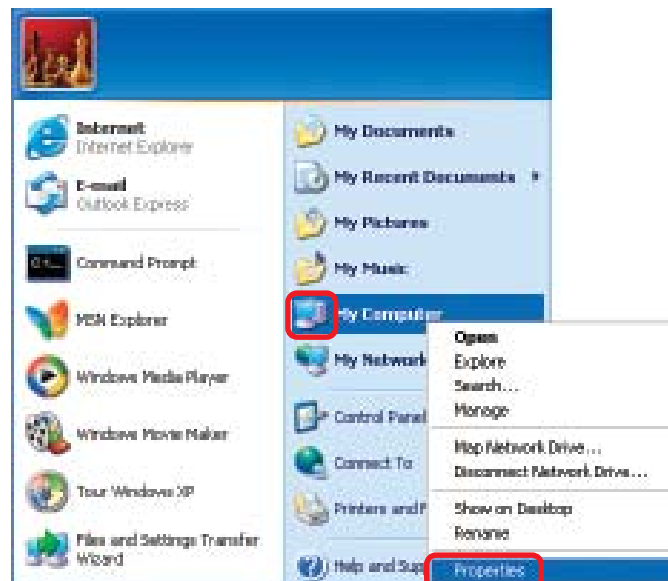 Internet
Internet Explorer
E-mail
Outlook Express
Command Prompt
MSN Explorer
Windows Media Player
Windows Movie Maker
Tour Windows XP
Files and Settings Transfer
Wizard
My Documents
My Recent Documents
My Pictures
My Music
My Computer
My Network
Control Panel
Connect To
Printers and F
Help and Sup
Open
Explore
Search...
Manage
Map Network Drive...
Disconnect Network Drive...
Show on Desktop
Rename
Properties